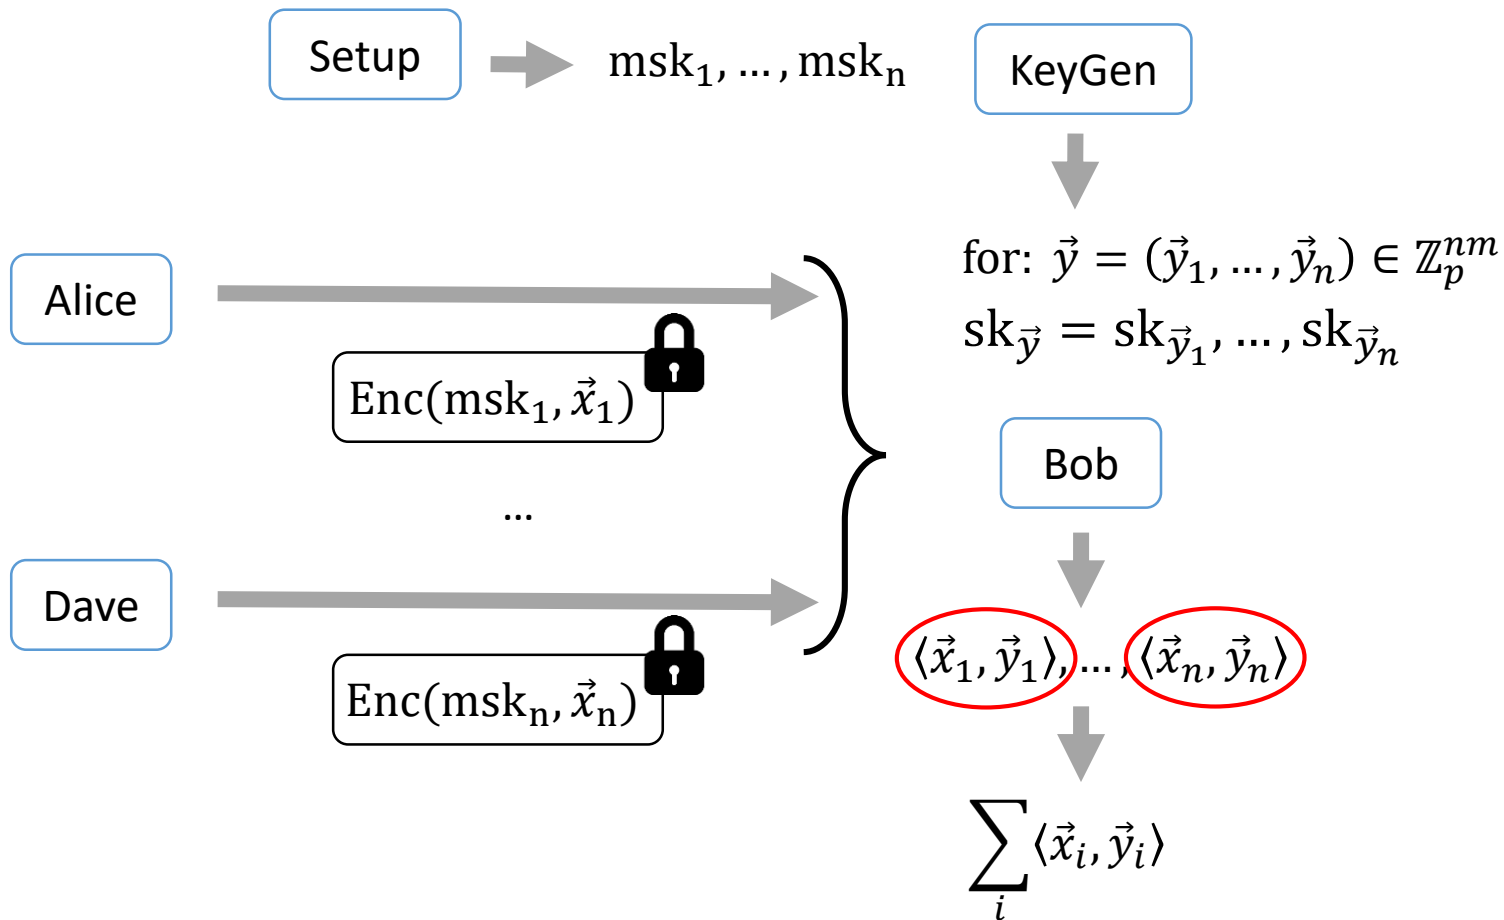 Setup
msk₁, … , mskₙ
KeyGen
for: y⃗ = (y⃗₁, … , y⃗ₙ) ∈ ℤₚⁿᵐ
sk_y⃗ = sk_y⃗₁, … , sk_y⃗ₙ
Alice
Enc(msk₁, x⃗₁)
…
Dave
Enc(mskₙ, x⃗ₙ)
Bob
⟨x⃗₁, y⃗₁⟩, … , ⟨x⃗ₙ, y⃗ₙ⟩
∑ᵢ⟨x⃗ᵢ, y⃗ᵢ⟩